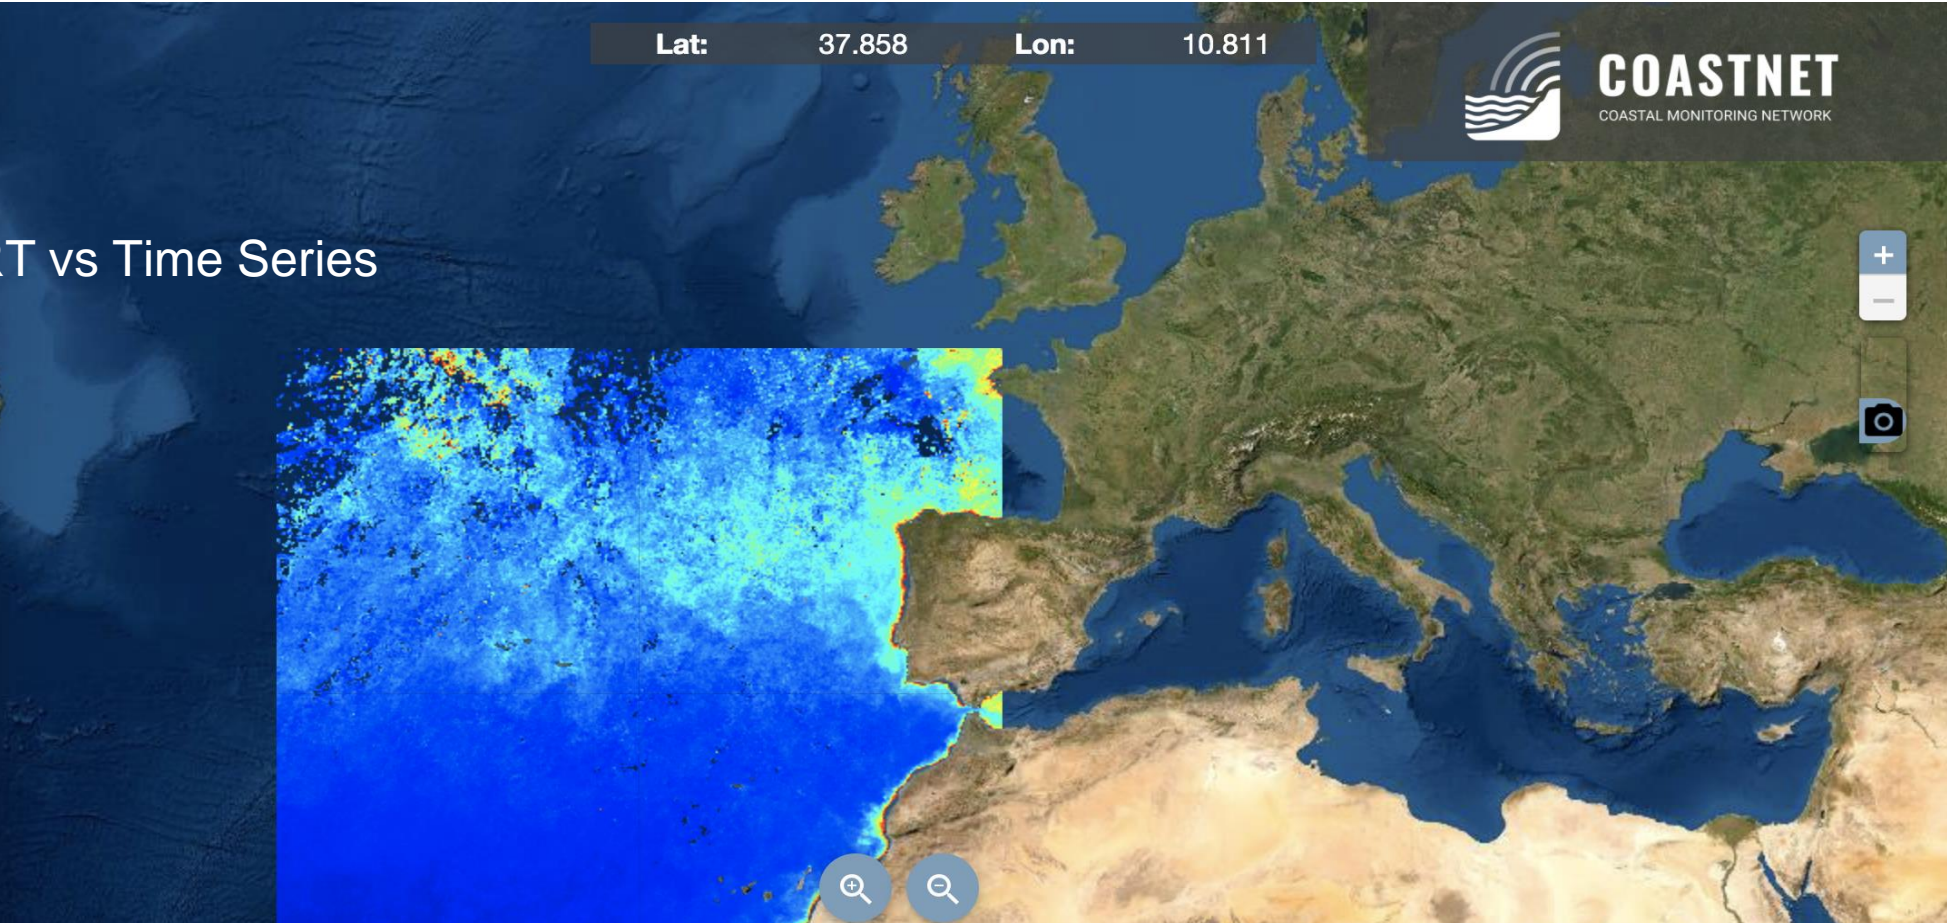 Lat: 37.858 Lon: 10.811
COASTNET
COASTAL MONITORING NETWORK
T vs Time Series